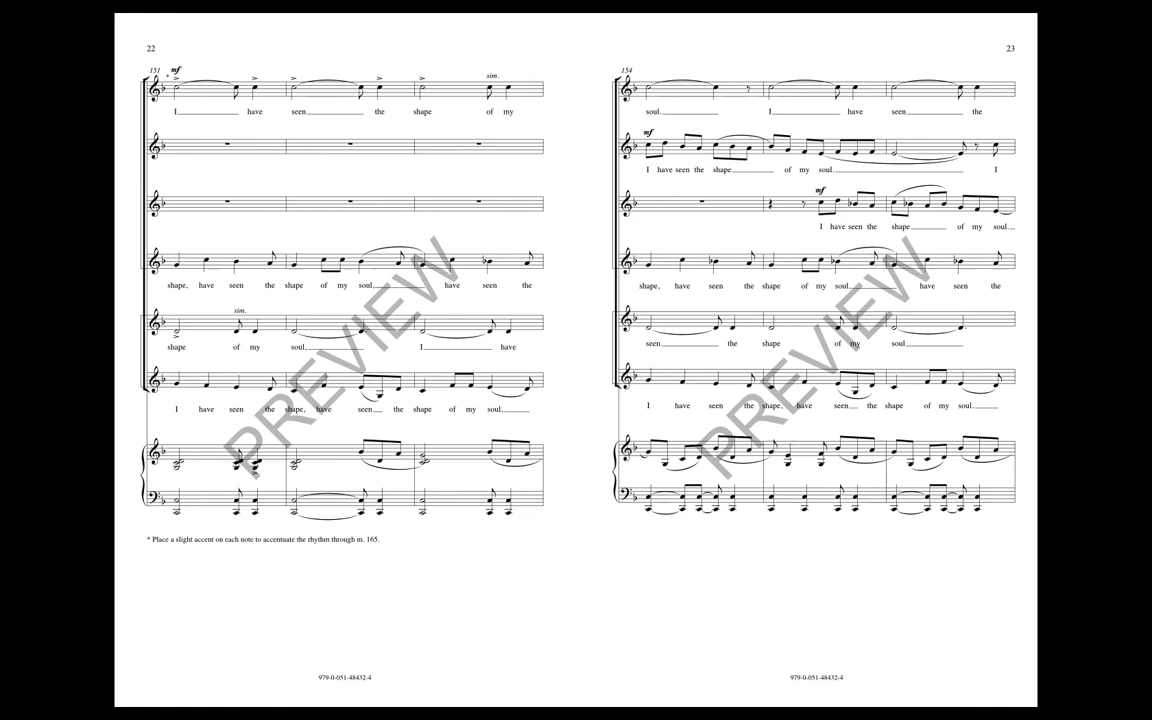 22
151
mf
*
sim.
I have seen the shape of my
shape, have seen the shape of my soul, have seen the
sim.
shape of my soul, I have
I have seen the shape, have seen the shape of my soul,
* Place a slight accent on each note to accentuate the rhythm through m. 165.
PREVIEW
979-0-051-48432-4
23
154
soul. I have seen the
mf
I have seen the shape of my soul. I
mf
I have seen the shape of my soul.
shape, have seen the shape of my soul, have seen the
seen the shape of my soul
I have seen the shape, have seen the shape of my soul.
PREVIEW
979-0-051-48432-4